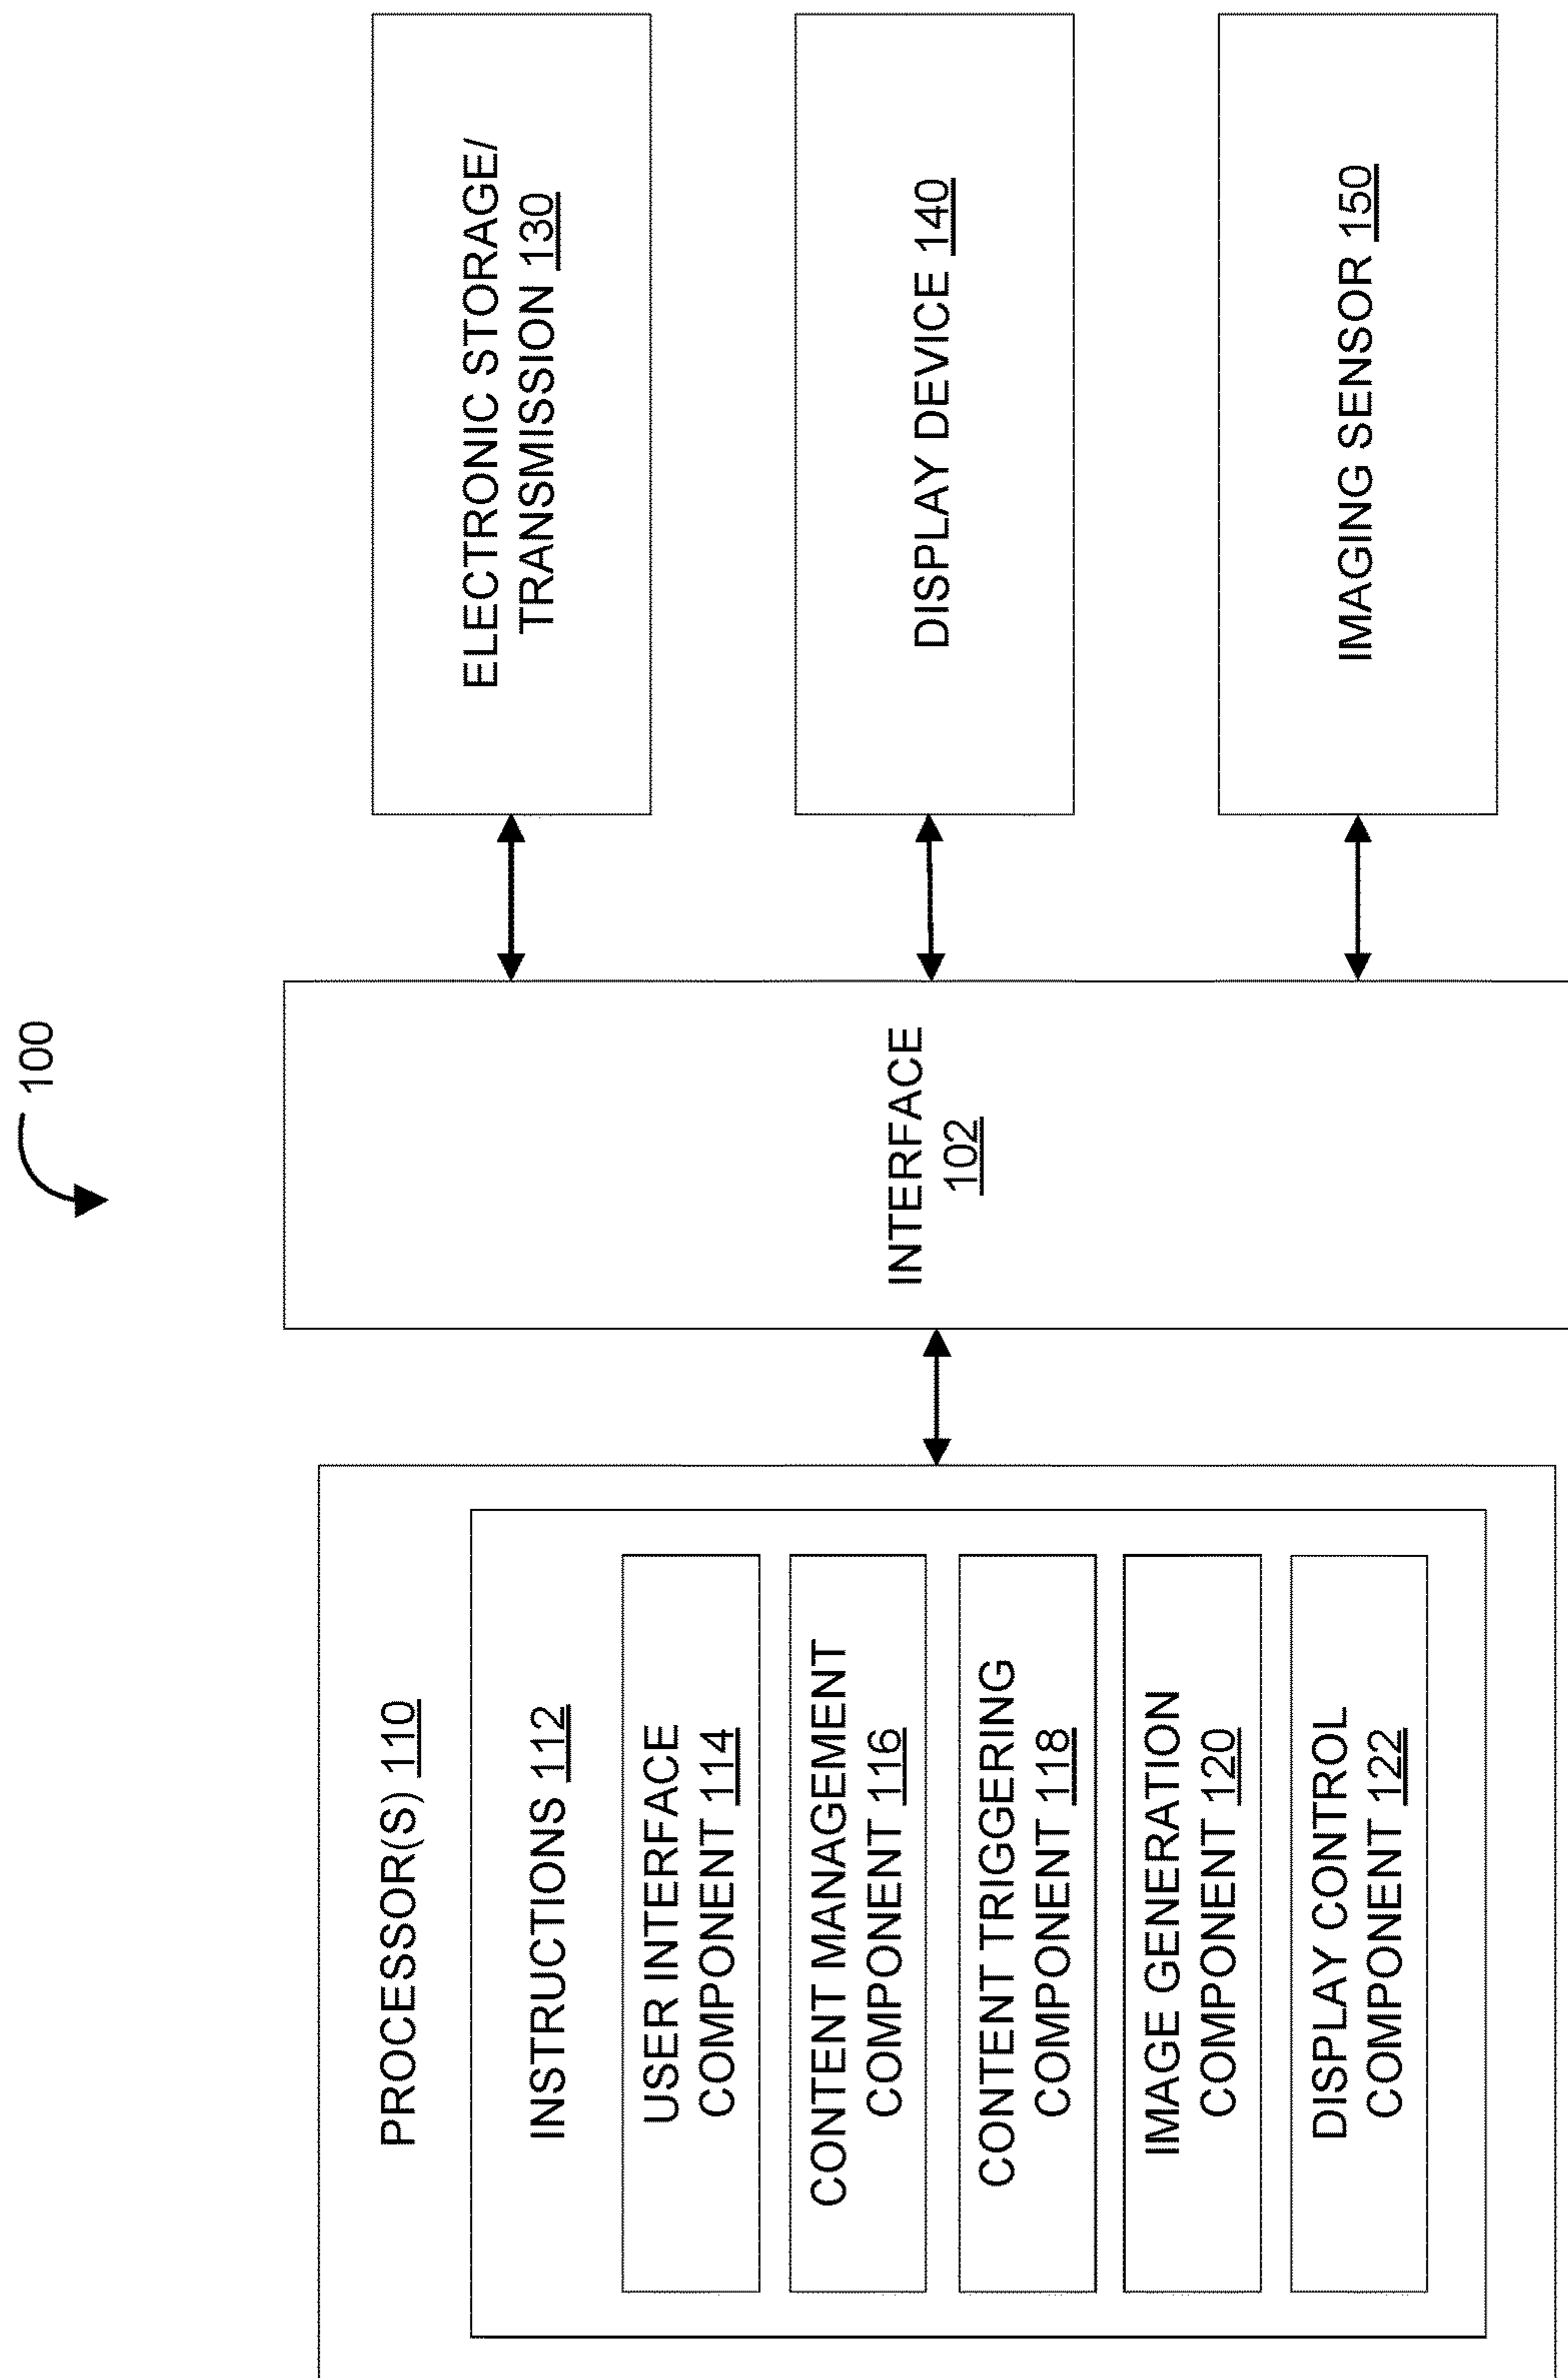 100
PROCESSOR(S) 110
INSTRUCTIONS 112
USER INTERFACE
COMPONENT 114
CONTENT MANAGEMENT
COMPONENT 116
CONTENT TRIGGERING
COMPONENT 118
IMAGE GENERATION
COMPONENT 120
DISPLAY CONTROL
COMPONENT 122
INTERFACE
102
ELECTRONIC STORAGE/
TRANSMISSION 130
DISPLAY DEVICE 140
IMAGING SENSOR 150